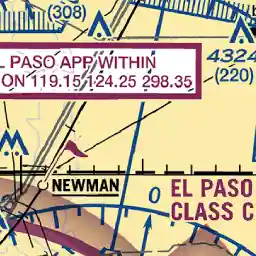 (308)
L PASO APP WITHIN
ON 119.15 124.25 298.35
4324
(220)
NEWMAN
0
EL PASO
CLASS C